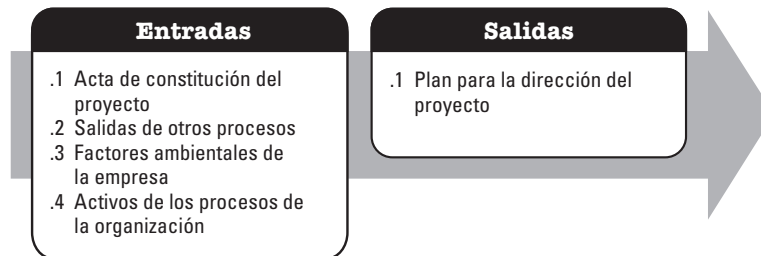 Entradas
.1 Acta de constitución del
proyecto
.2 Salidas de otros procesos
.3 Factores ambientales de
la empresa
.4 Activos de los procesos de
la organización
Salidas
.1 Plan para la dirección del
proyecto